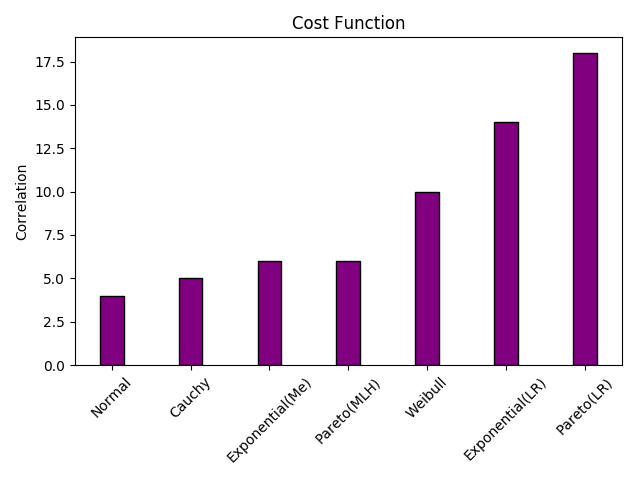 Cost Function
Correlation
17.5
15.0
12.5
10.0
7.5
5.0
2.5
0.0
Normal
Cauchy
Exponential(Me)
Pareto(MLH)
Weibull
Exponential(LR)
Pareto(LR)